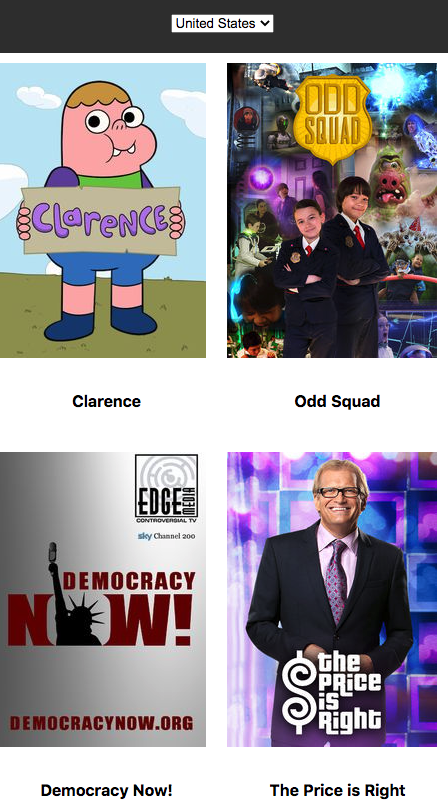 United States
Clarence
ODD
SQUAD
Clarence
Odd Squad
EDGE
MEDIA
CONTROVERSIAL TV
sky Channel 200
DEMOCRACY
NOW!
DEMOCRACYNOW.ORG
the
PRiCE
is
Right
Democracy Now!
The Price is Right